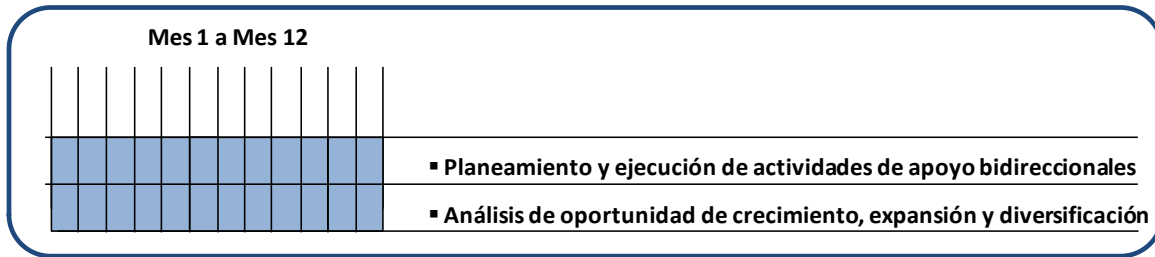 Mes 1 a Mes 12
▪ Planeamiento y ejecución de actividades de apoyo bidireccionales
▪ Análisis de oportunidad de crecimiento, expansión y diversificación